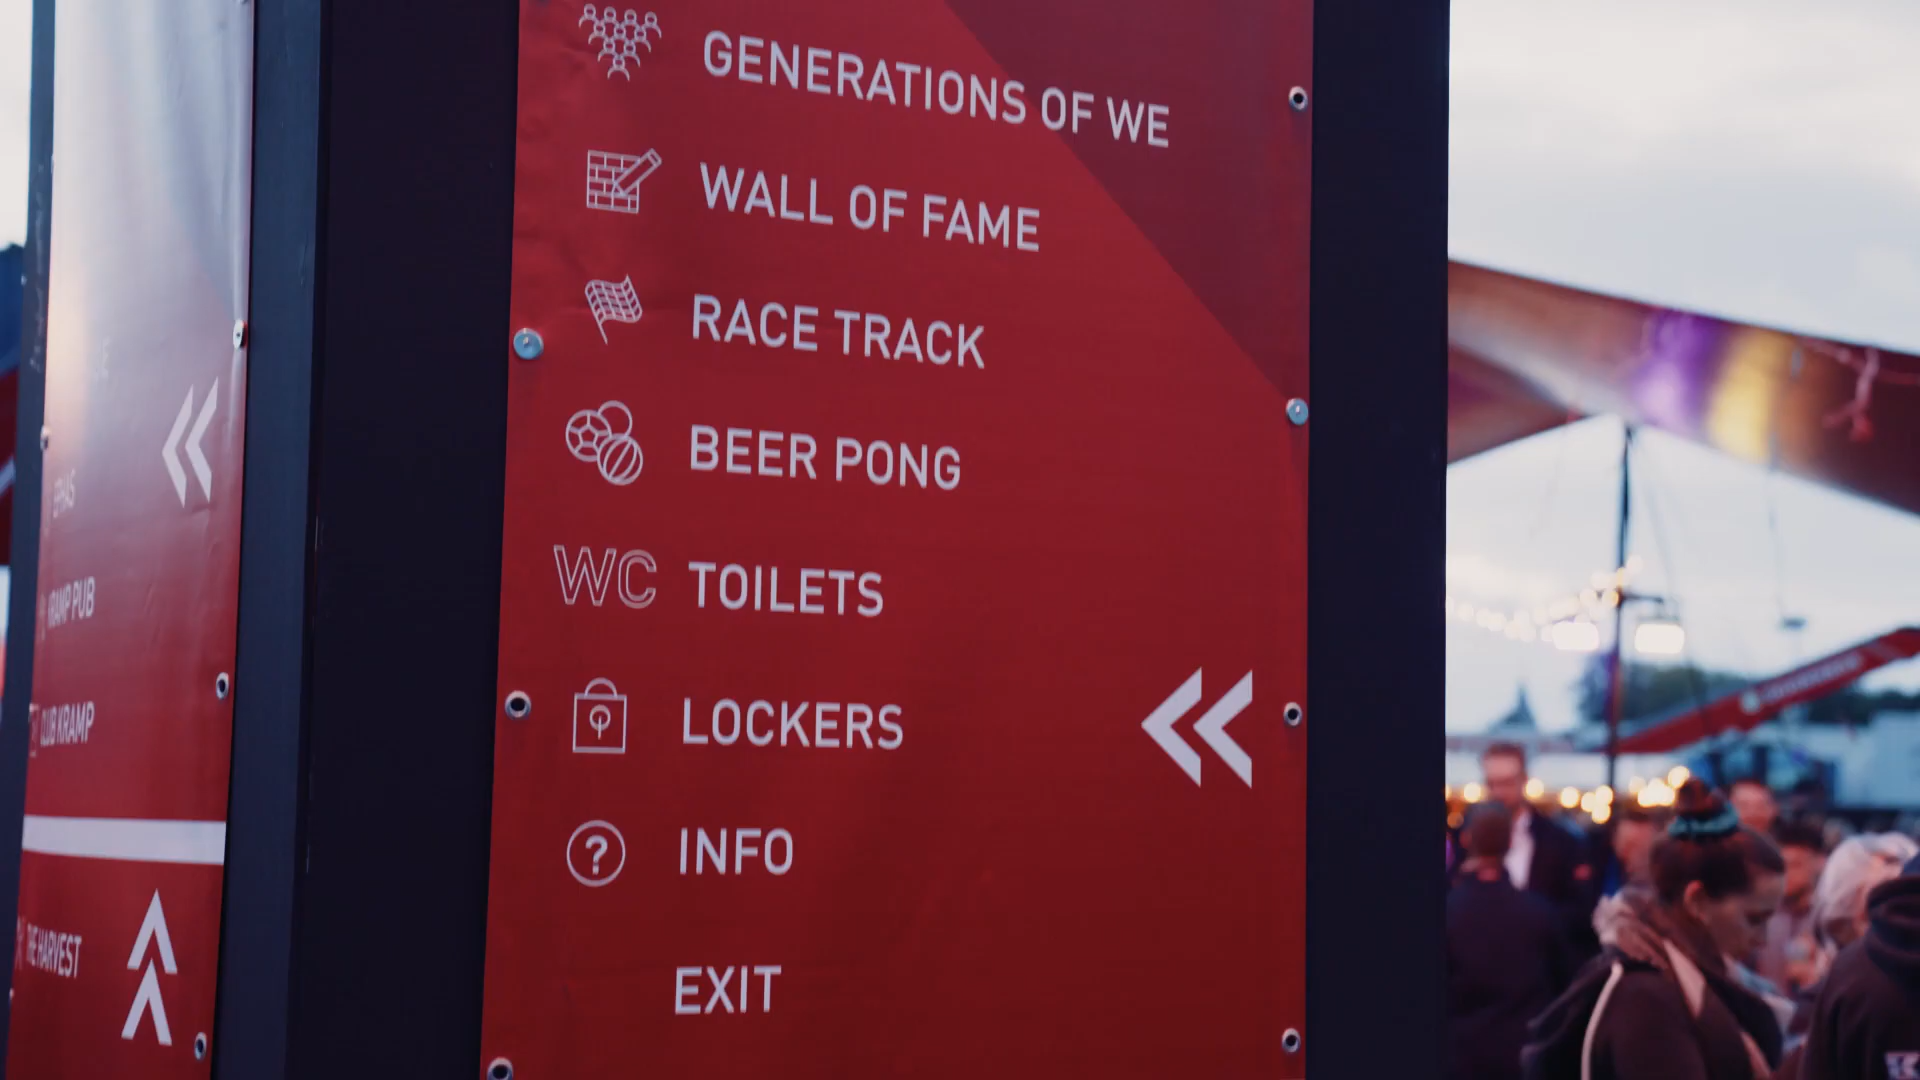 GENERATIONS OF WE
WALL OF FAME
RACE TRACK
BEER PONG
WC TOILETS
LOCKERS
? INFO
EXIT
KRAMP PUB
CLUB KRAMP
THE HARVEST